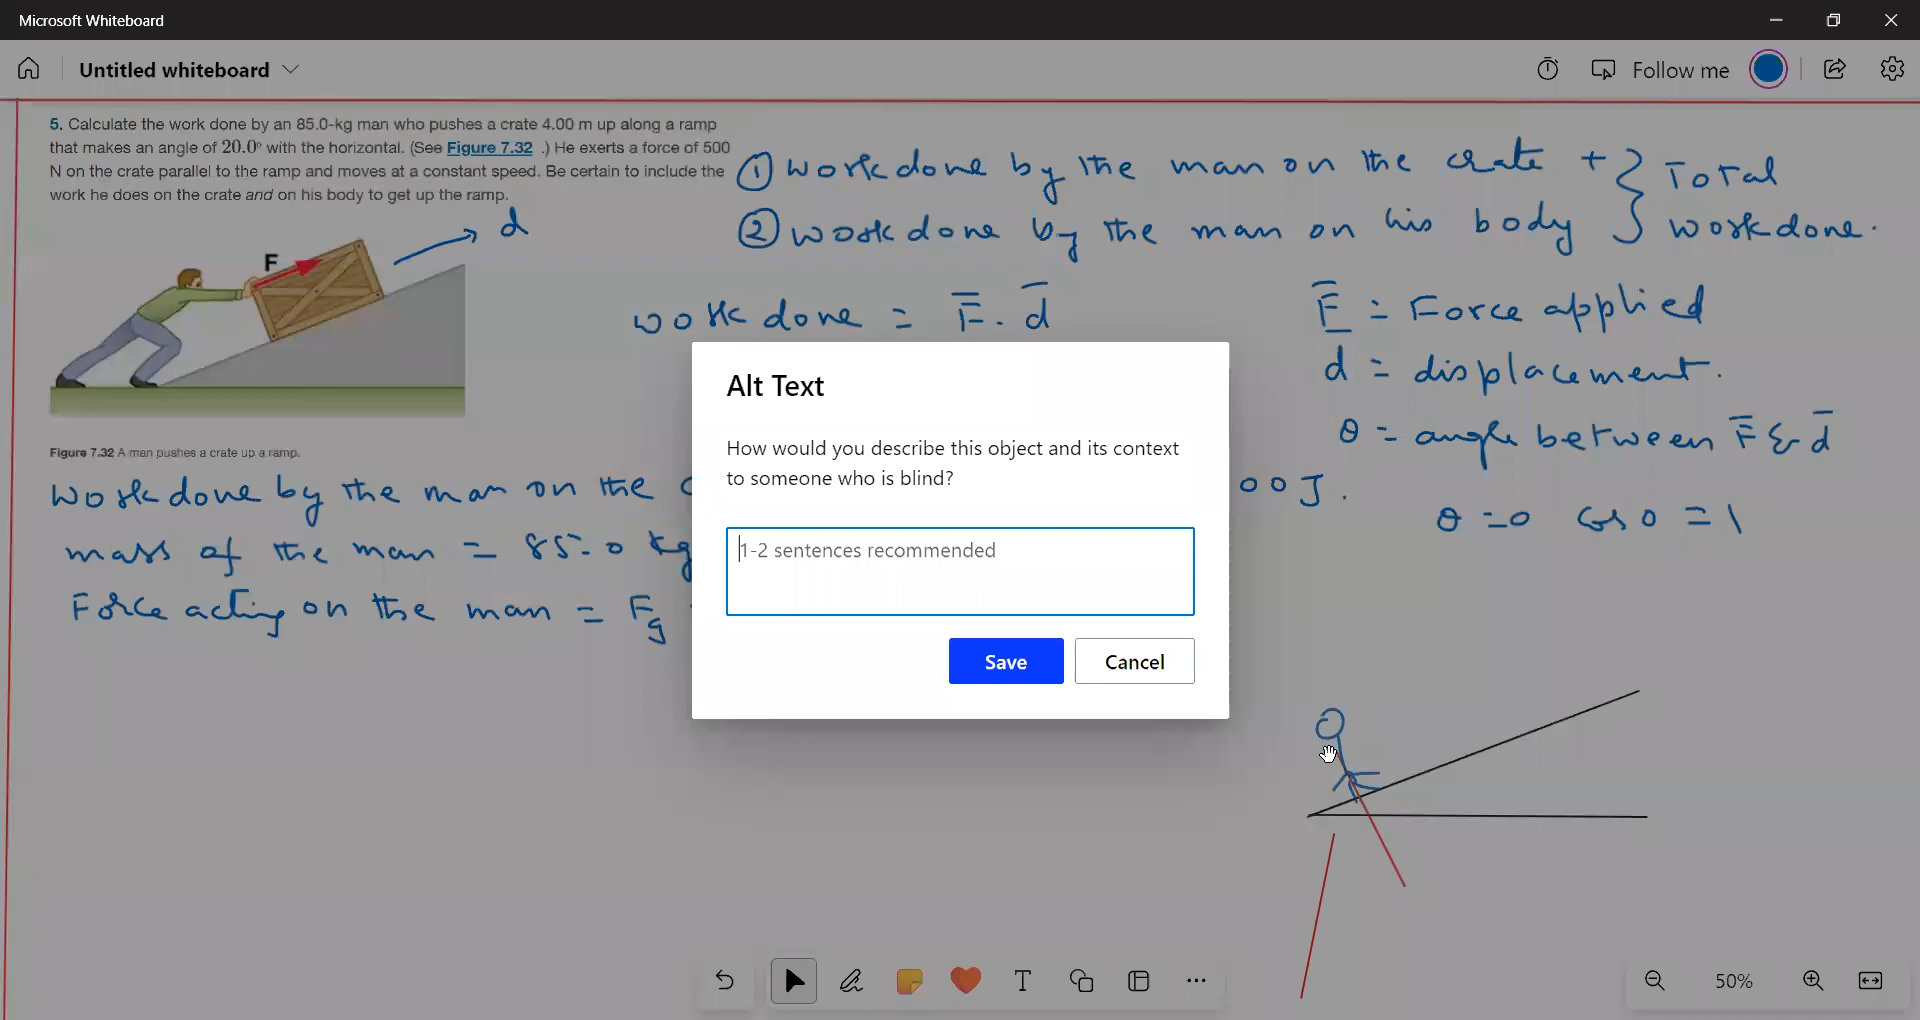 Microsoft Whiteboard
Untitled whiteboard
Follow me
5. Calculate the work done by an 85.0-kg man who pushes a crate 4.00 m up along a ramp
that makes an angle of 20.0° with the horizontal. (See Figure 7.32 .) He exerts a force of 500
N on the crate parallel to the ramp and moves at a constant speed. Be certain to include the
work he does on the crate and on his body to get up the ramp.
① work done by the man on the crate + } Total
② work done by the man on his body } work done.
d
F
work done = F̅ . d̅
F̅ = Force applied
d̅ = displacement.
θ = angle between F̅ & d̅
Figure 7.32 A man pushes a crate up a ramp.
Alt Text
How would you describe this object and its context
to someone who is blind?
1-2 sentences recommended
Save
Cancel
work done by the man on the
00 J.
θ = 0 cos 0 = 1
mass of the man = 85.0 kg
Force acting on the man = Fg
T
50%